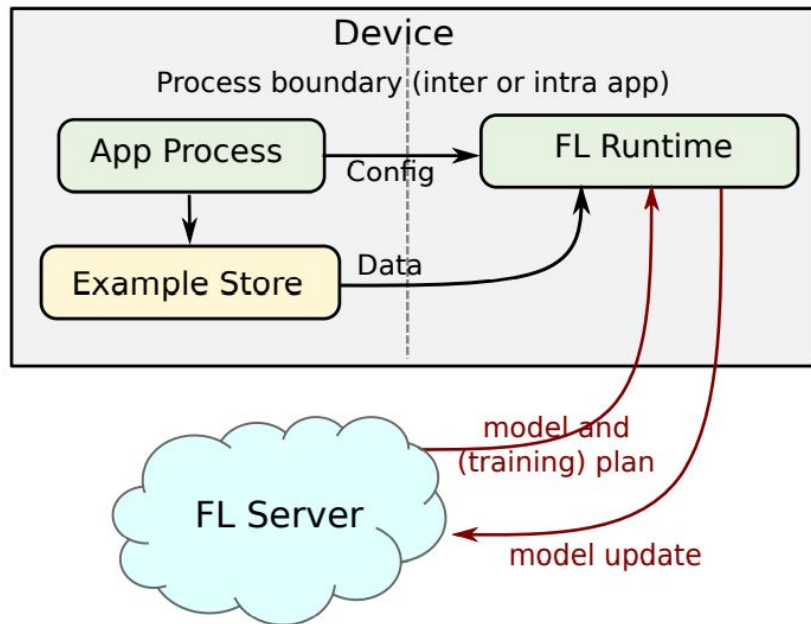 Device
Process boundary (inter or intra app)
App Process
Config
FL Runtime
Example Store
Data
model and
(training) plan
FL Server
model update